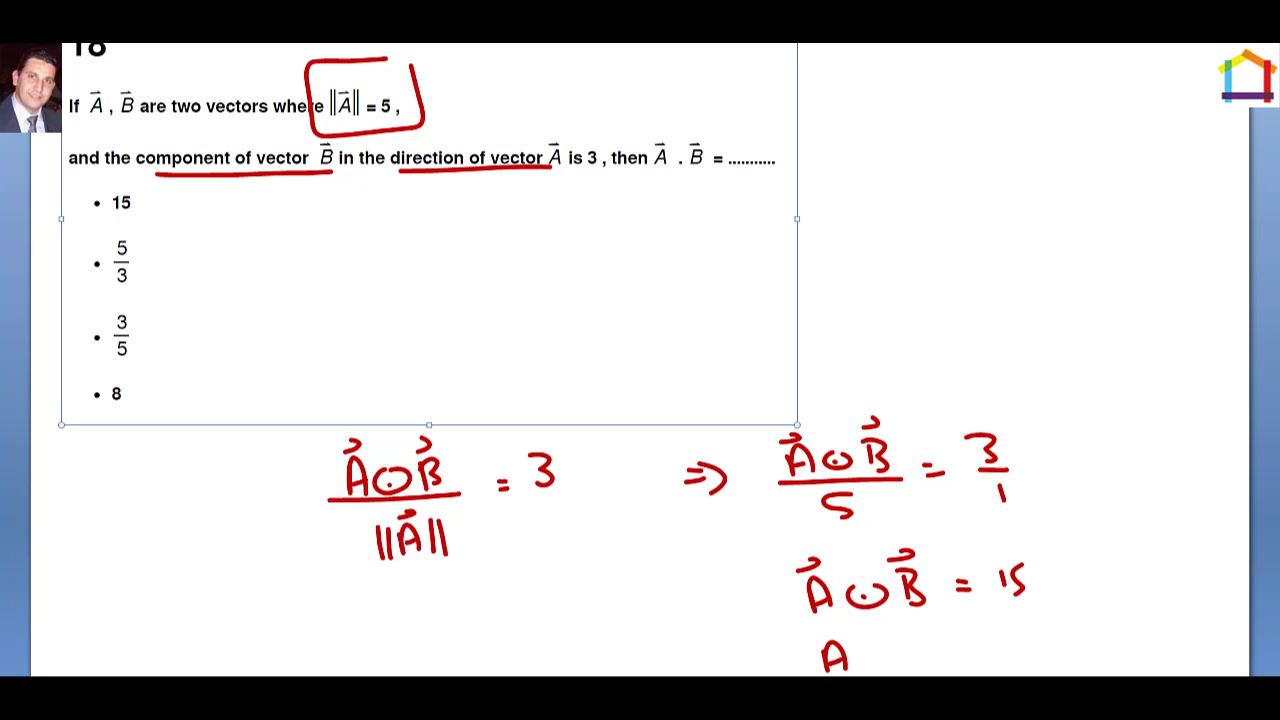 18
If A⃗ , B⃗ are two vectors where ‖A⃗‖ = 5 ,
and the component of vector B⃗ in the direction of vector A⃗ is 3 , then A⃗ . B⃗ = ...........
• 15
• 5/3
• 3/5
• 8
A⃗ ⊙ B⃗ / ‖A⃗‖ = 3 ⇒ A⃗ ⊙ B⃗ / 5 = 3/1
A⃗ ⊙ B⃗ = 15
A